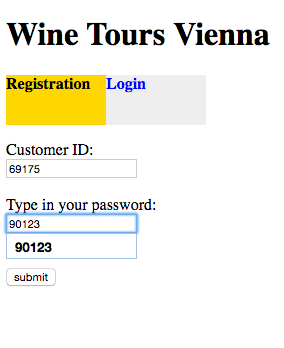 Wine Tours Vienna
Registration Login
Customer ID:
69175
Type in your password:
90123
90123
submit